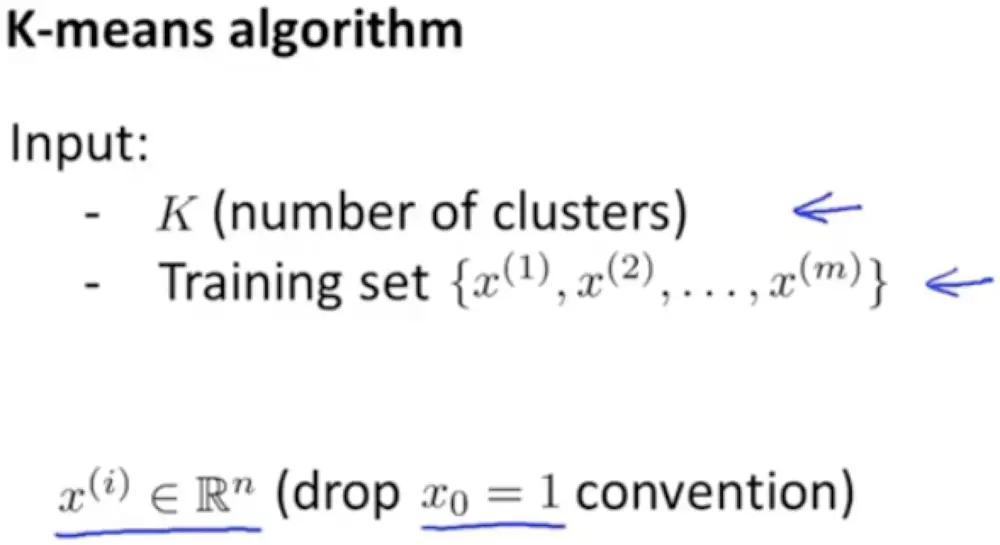 K-means algorithm
Input:
- K (number of clusters)
- Training set {x^{(1)}, x^{(2)}, . . . , x^{(m)}}
x^{(i)} ∈ ℝ^n (drop x_0 = 1 convention)